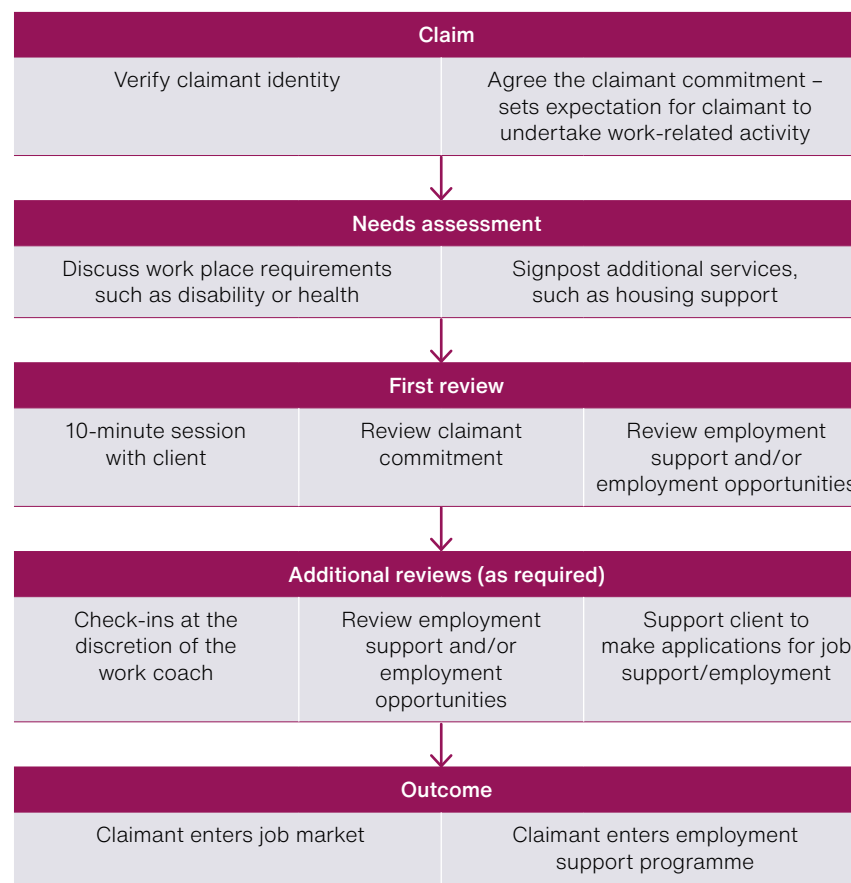 Claim
Verify claimant identity
Agree the claimant commitment –
sets expectation for claimant to
undertake work-related activity
Needs assessment
Discuss work place requirements
such as disability or health
Signpost additional services,
such as housing support
First review
10-minute session
with client
Review claimant
commitment
Review employment
support and/or
employment opportunities
Additional reviews (as required)
Check-ins at the
discretion of the
work coach
Review employment
support and/or
employment
opportunities
Support client to
make applications for job
support/employment
Outcome
Claimant enters job market
Claimant enters employment
support programme